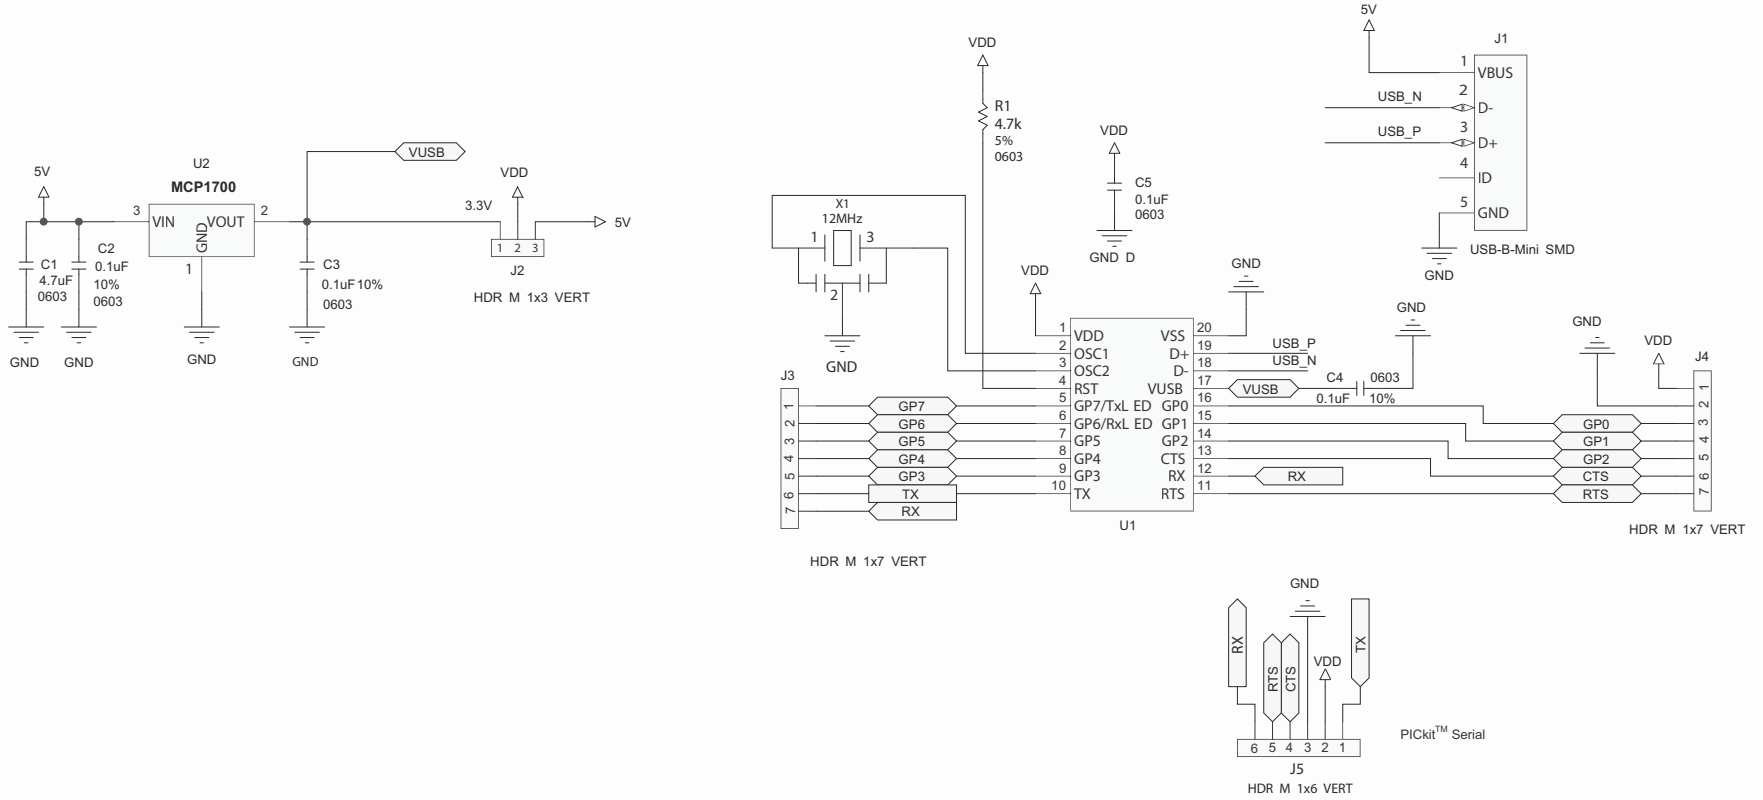 5V
U2
MCP1700
3
VIN
VOUT
2
GND
1
C1
4.7uF
0603
C2
0.1uF
10%
0603
GND
GND
GND
VUSB
C3
0.1uF 10%
0603
GND
3.3V
VDD
5V
1 2 3
J2
HDR M 1x3 VERT
VDD
R1
4.7k
5%
0603
X1
12MHz
1
3
2
GND
VDD
C5
0.1uF
0603
GND D
5V
J1
1
VBUS
USB_N
2
D-
USB_P
3
D+
4
ID
5
GND
GND
USB-B-Mini SMD
VDD
GND
1 VDD VSS 20
2 OSC1 D+ 19 USB_P
3 OSC2 D- 18 USB_N
4 RST VUSB 17 VUSB
5 GP7/TxL ED GP0 16
6 GP6/RxL ED GP1 15
7 GP5 GP2 14
8 GP4 CTS 13
9 GP3 RX 12 RX
10 TX RTS 11
U1
C4 0603
0.1uF 10%
GND
J3
1 GP7
2 GP6
3 GP5
4 GP4
5 GP3
6 TX
7 RX
HDR M 1x7 VERT
GND
VDD
J4
1
2
GP0 3
GP1 4
GP2 5
CTS 6
RTS 7
HDR M 1x7 VERT
GND
RX
RTS
CTS
VDD
TX
6 5 4 3 2 1
PICkit™ Serial
J5
HDR M 1x6 VERT